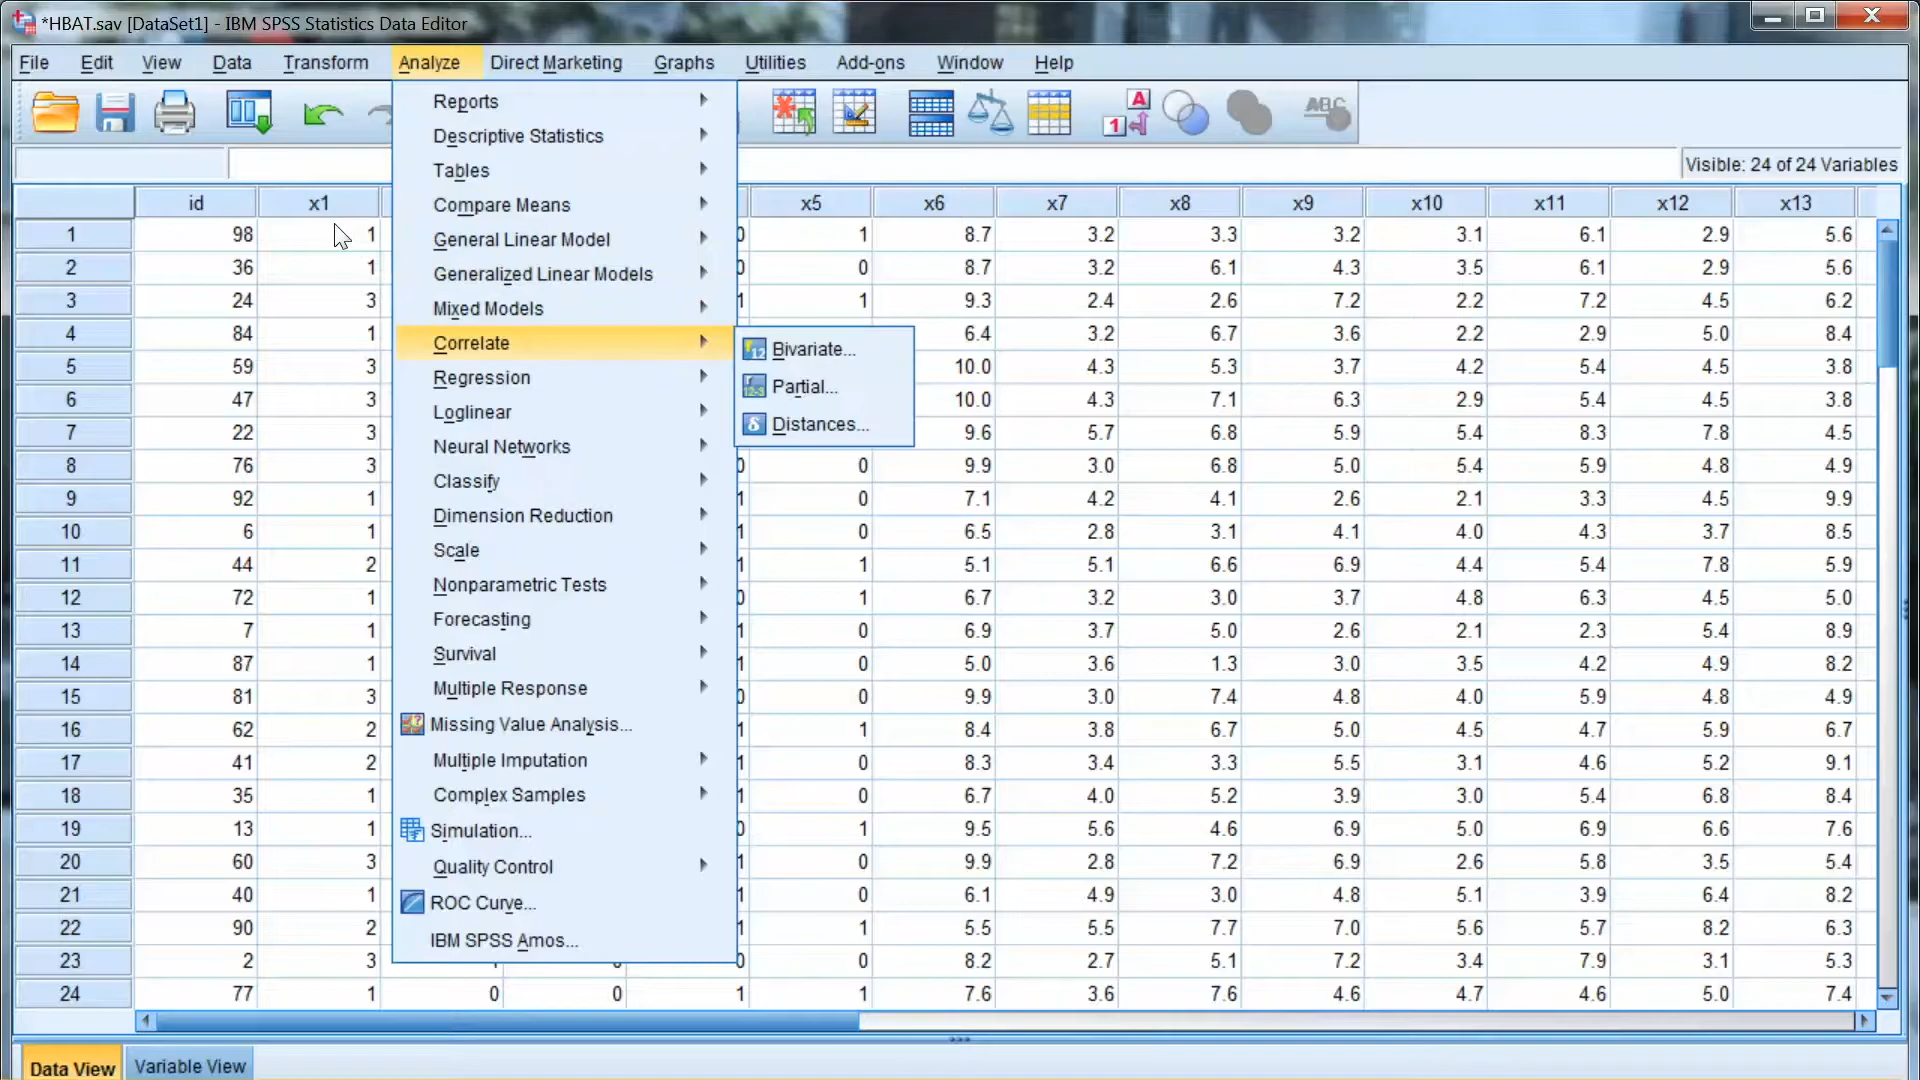 *HBAT.sav [DataSet1] - IBM SPSS Statistics Data Editor
File Edit View Data Transform Analyze Direct Marketing Graphs Utilities Add-ons Window Help
A
1
ABC
Visible: 24 of 24 Variables
Reports
Descriptive Statistics
Tables
Compare Means
General Linear Model
Generalized Linear Models
Mixed Models
Correlate
Regression
Loglinear
Neural Networks
Classify
Dimension Reduction
Scale
Nonparametric Tests
Forecasting
Survival
Multiple Response
Missing Value Analysis...
Multiple Imputation
Complex Samples
Simulation...
Quality Control
ROC Curve...
IBM SPSS Amos...
Bivariate...
Partial...
Distances...
id x1 x5 x6 x7 x8 x9 x10 x11 x12 x13
1 98 1 0 1 8.7 3.2 3.3 3.2 3.1 6.1 2.9 5.6
2 36 1 0 0 8.7 3.2 6.1 4.3 3.5 6.1 2.9 5.6
3 24 3 1 1 9.3 2.4 2.6 7.2 2.2 7.2 4.5 6.2
4 84 1 6.4 3.2 6.7 3.6 2.2 2.9 5.0 8.4
5 59 3 10.0 4.3 5.3 3.7 4.2 5.4 4.5 3.8
6 47 3 10.0 4.3 7.1 6.3 2.9 5.4 4.5 3.8
7 22 3 9.6 5.7 6.8 5.9 5.4 8.3 7.8 4.5
8 76 3 0 0 9.9 3.0 6.8 5.0 5.4 5.9 4.8 4.9
9 92 1 1 0 7.1 4.2 4.1 2.6 2.1 3.3 4.5 9.9
10 6 1 1 0 6.5 2.8 3.1 4.1 4.0 4.3 3.7 8.5
11 44 2 1 1 5.1 5.1 6.6 6.9 4.4 5.4 7.8 5.9
12 72 1 0 1 6.7 3.2 3.0 3.7 4.8 6.3 4.5 5.0
13 7 1 1 0 6.9 3.7 5.0 2.6 2.1 2.3 5.4 8.9
14 87 1 1 0 5.0 3.6 1.3 3.0 3.5 4.2 4.9 8.2
15 81 3 0 0 9.9 3.0 7.4 4.8 4.0 5.9 4.8 4.9
16 62 2 1 1 8.4 3.8 6.7 5.0 4.5 4.7 5.9 6.7
17 41 2 1 0 8.3 3.4 3.3 5.5 3.1 4.6 5.2 9.1
18 35 1 1 0 6.7 4.0 5.2 3.9 3.0 5.4 6.8 8.4
19 13 1 0 1 9.5 5.6 4.6 6.9 5.0 6.9 6.6 7.6
20 60 3 1 0 9.9 2.8 7.2 6.9 2.6 5.8 3.5 5.4
21 40 1 1 0 6.1 4.9 3.0 4.8 5.1 3.9 6.4 8.2
22 90 2 1 1 5.5 5.5 7.7 7.0 5.6 5.7 8.2 6.3
23 2 3 0 0 8.2 2.7 5.1 7.2 3.4 7.9 3.1 5.3
24 77 1 0 0 1 1 7.6 3.6 7.6 4.6 4.7 4.6 5.0 7.4
Data View Variable View